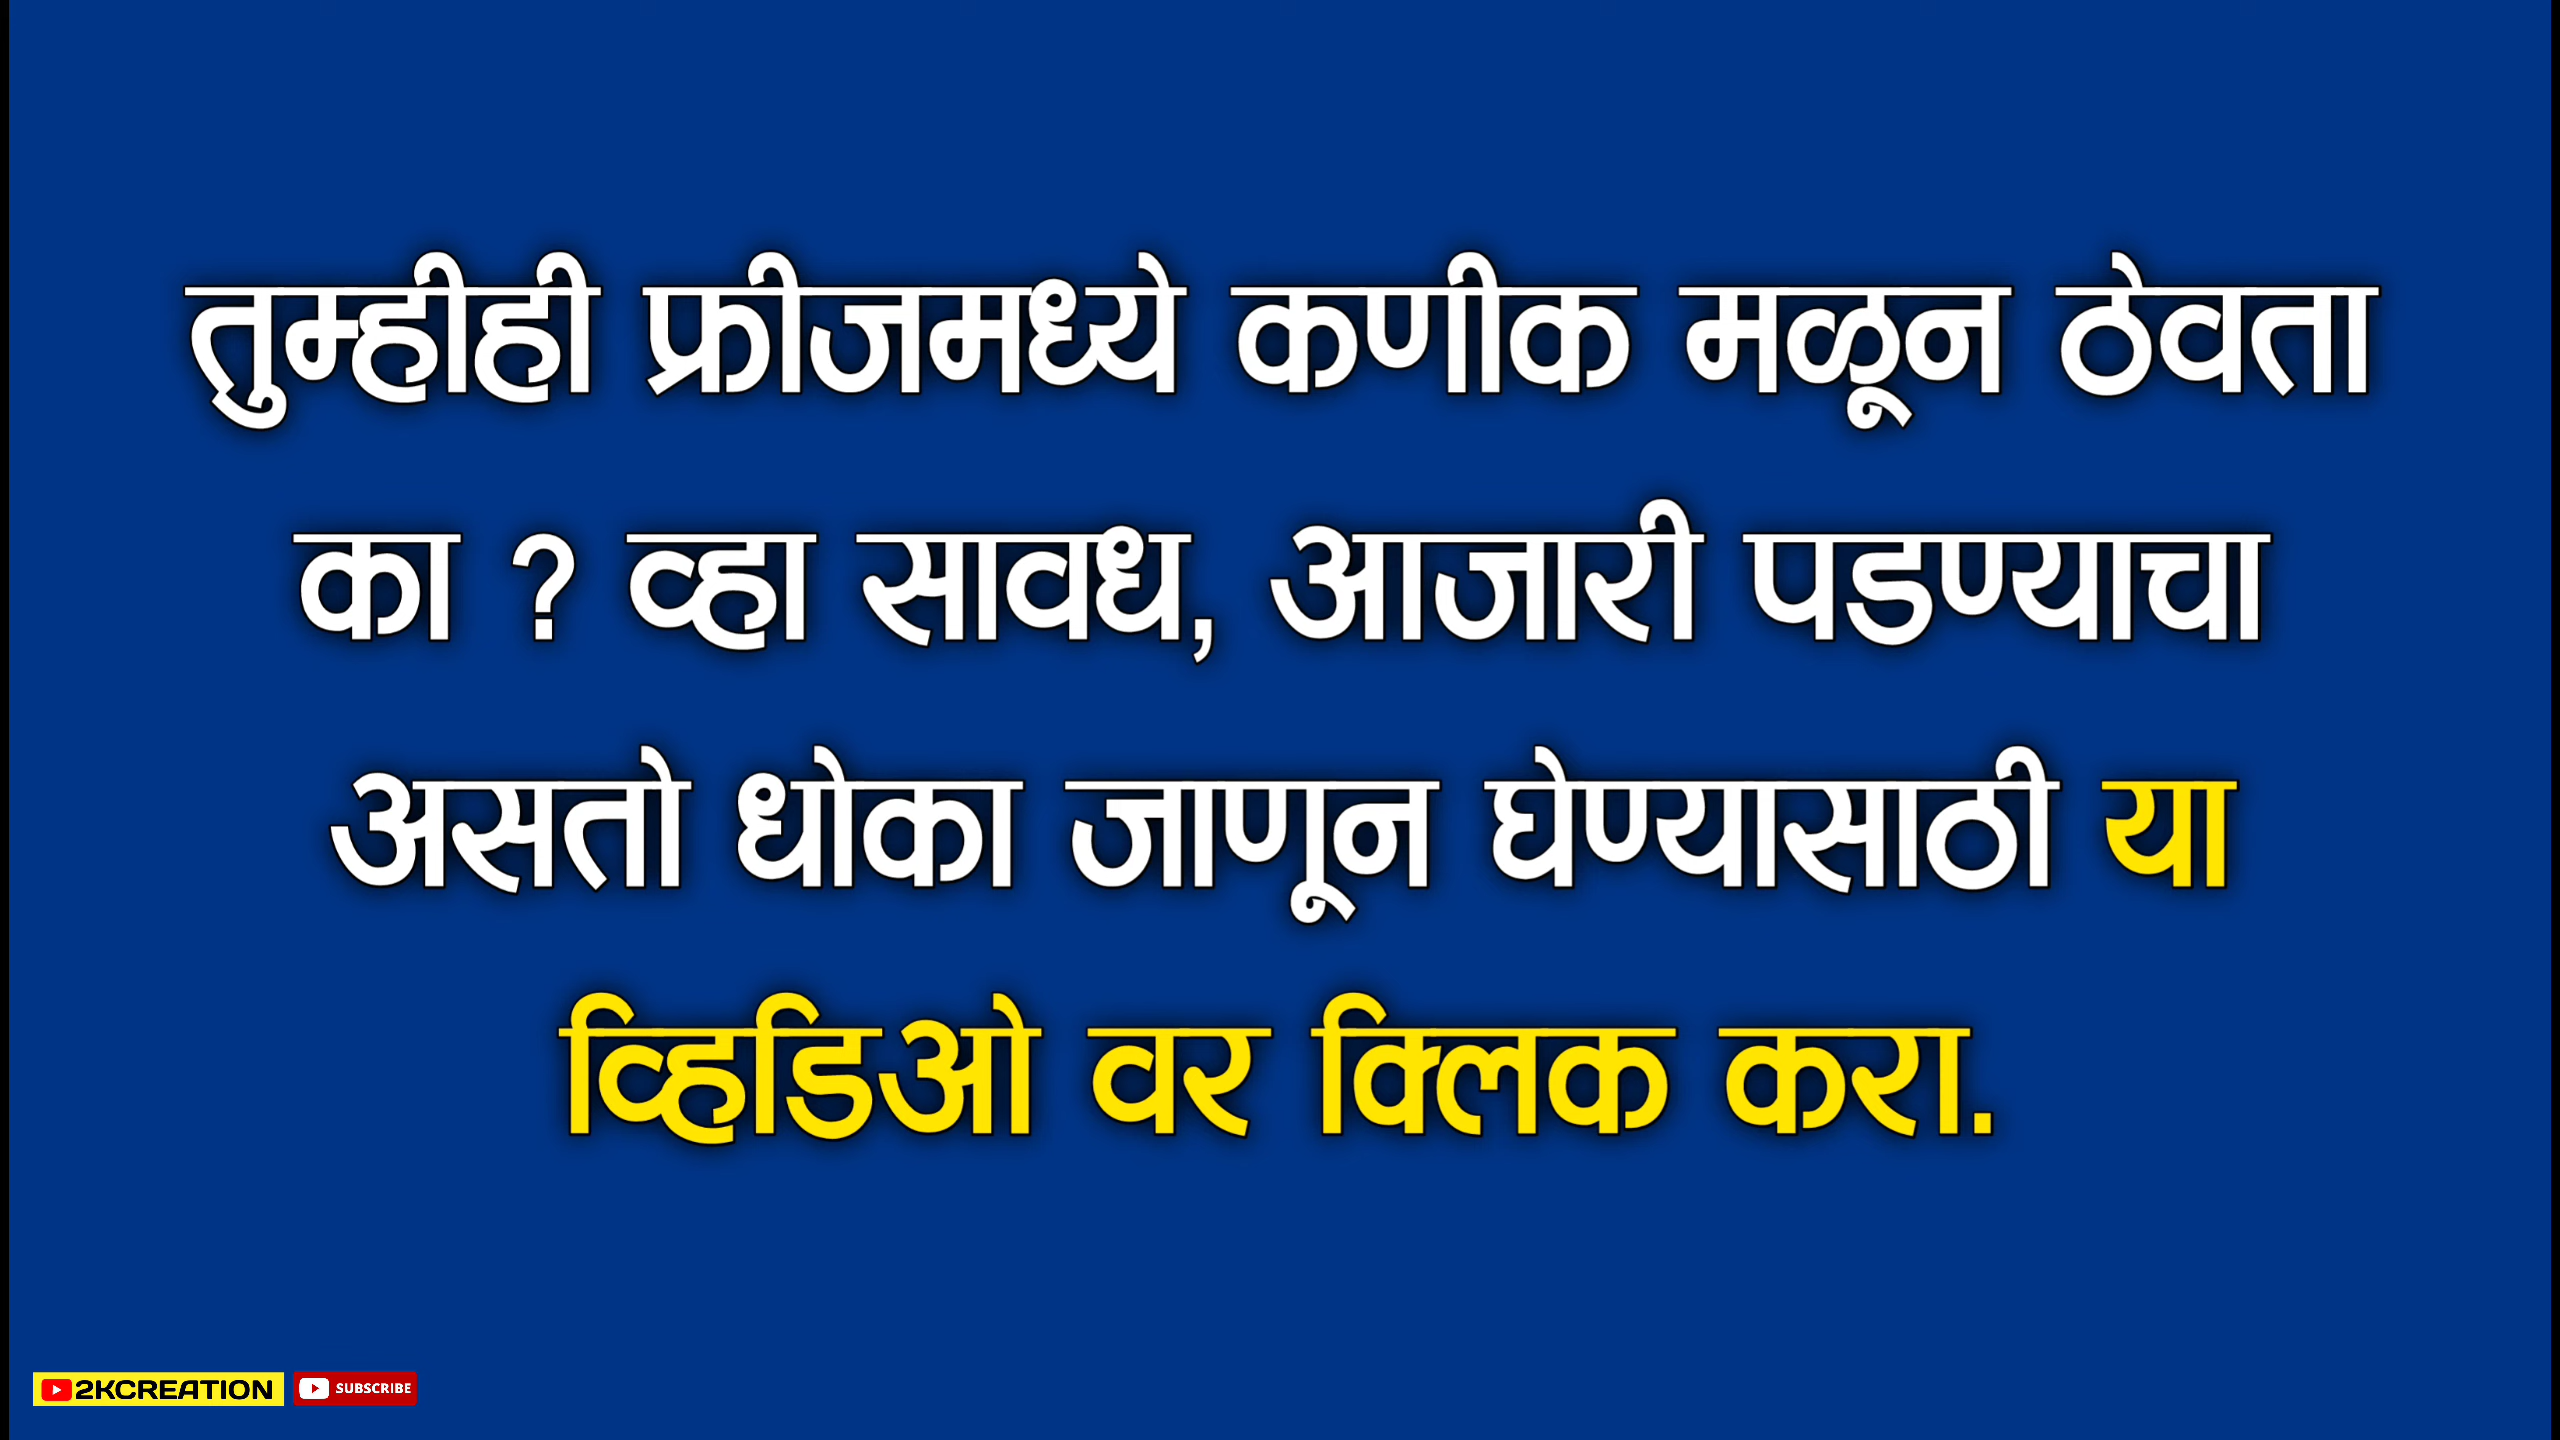 तुम्हीही फ्रीजमध्ये कणीक मळून ठेवता
का ? व्हा सावध, आजारी पडण्याचा
असतो धोका जाणून घेण्यासाठी या
व्हिडिओ वर क्लिक करा.
2KCREATION SUBSCRIBE